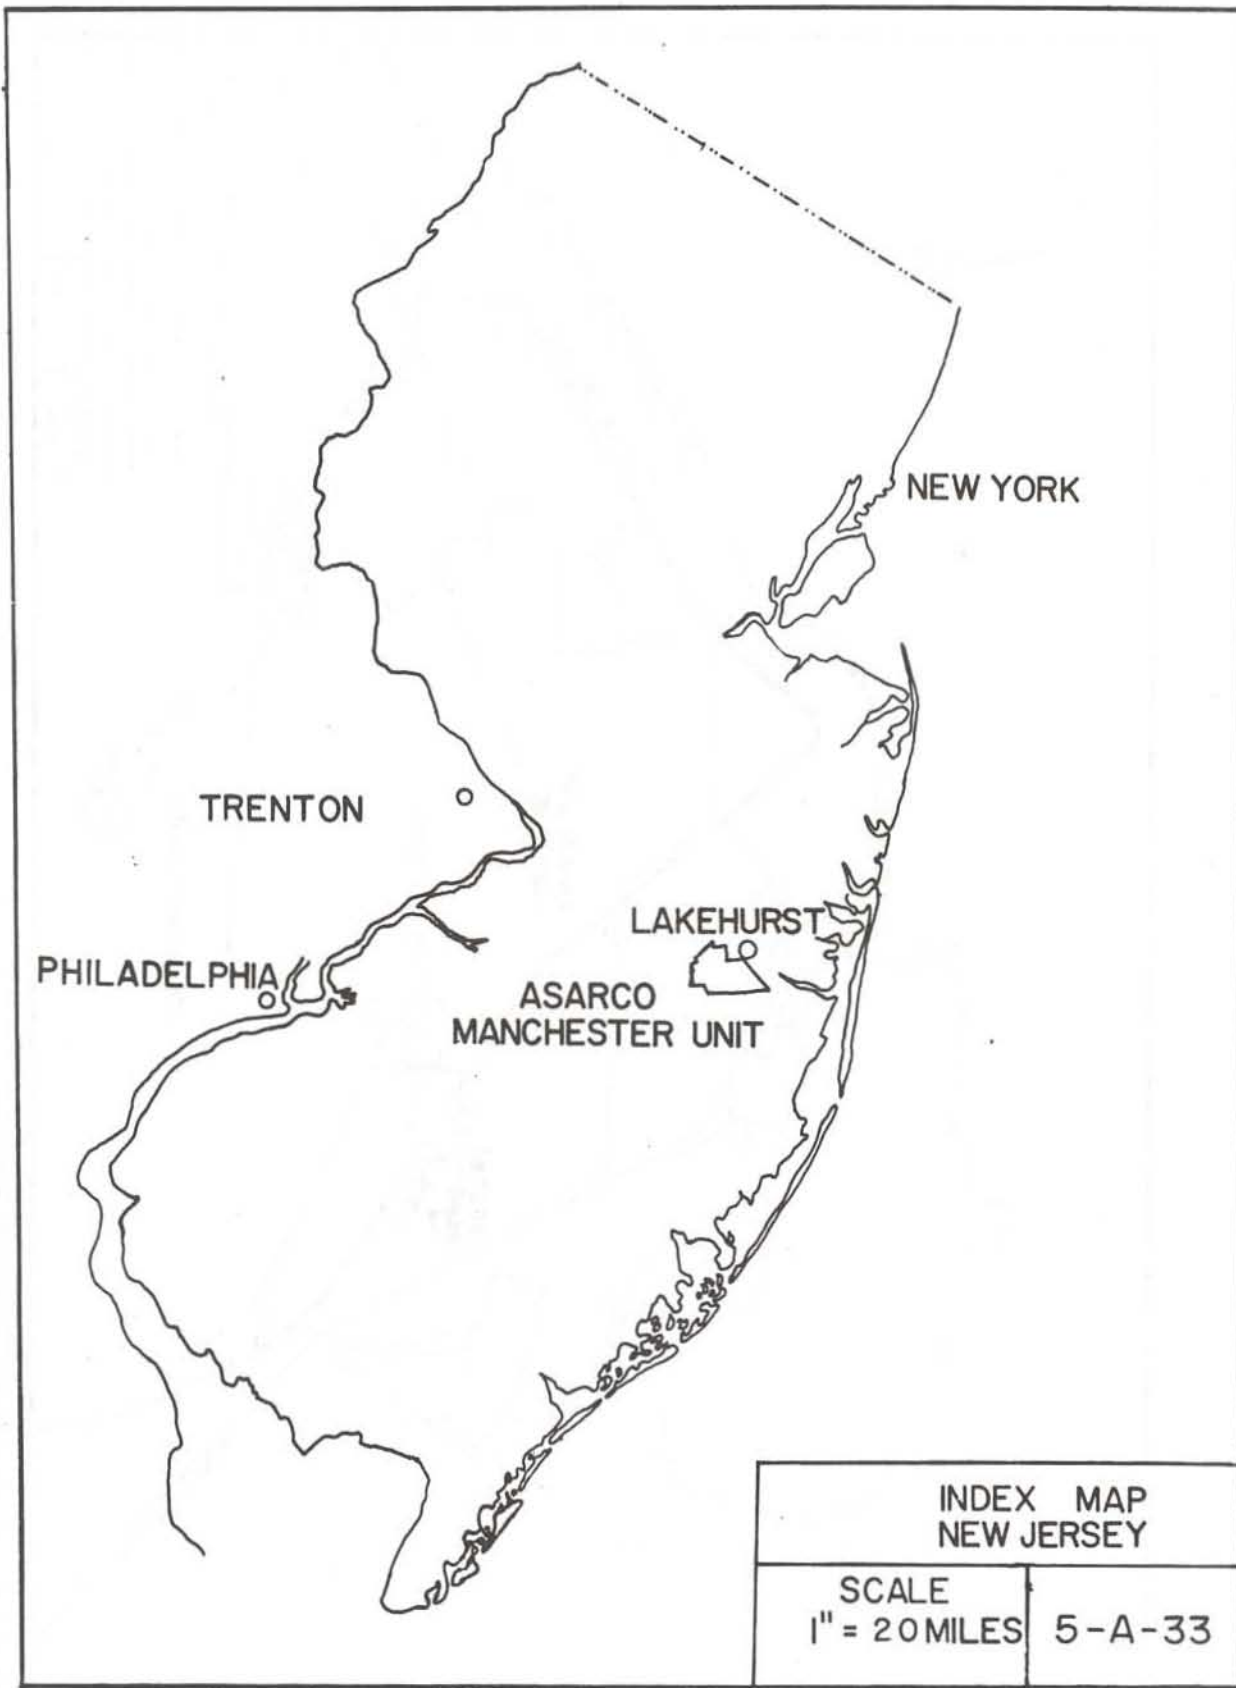 NEW YORK
TRENTON
LAKEHURST
PHILADELPHIA
ASARCO
MANCHESTER UNIT
INDEX MAP
NEW JERSEY
SCALE
1" = 20 MILES
5-A-33